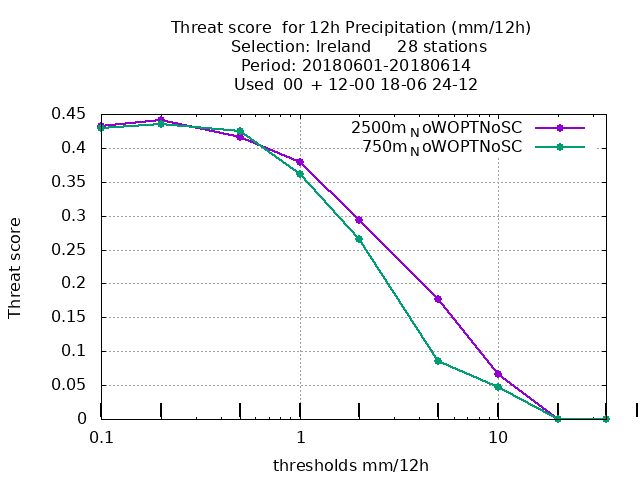 Threat score  for 12h Precipitation (mm/12h)
Selection: Ireland     28 stations
Period: 20180601-20180614
Used  00  + 12-00 18-06 24-12
2500m NoWOPTNoSC
750m NoWOPTNoSC
0.45
0.4
0.35
0.3
0.25
0.2
0.15
0.1
0.05
0
Threat score
0.1 1 10
thresholds mm/12h